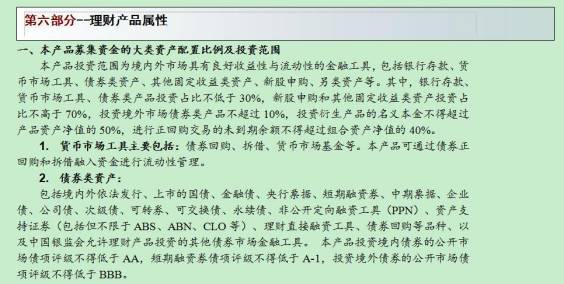 第六部分--理财产品属性
一、本产品募集资金的大类资产配置比例及投资范围
本产品投资范围为境内外市场具有良好收益性与流动性的金融工具，包括银行存款、货
币市场工具、债券类资产、其他固定收益类资产、新股申购、另类资产等。其中，银行存款、
货币市场工具、债券类产品投资占比不低于 30%，新股申购和其他固定收益类资产投资占
比不高于 70%，投资境外市场债券类产品不超过 10%，投资衍生产品的名义本金不得超过
产品资产净值的 50%，进行正回购交易的未到期余额不得超过组合资产净值的 40%。
1. 货币市场工具主要包括：债券回购、拆借、货币市场基金等。本产品可通过债券正
回购和拆借融入资金进行流动性管理。
2. 债券类资产：
包括境内外依法发行、上市的国债、金融债、央行票据、短期融资券、中期票据、企业
债、公司债、次级债、可转券、可交换债、永续债、非公开定向融资工具（PPN）、资产支
持证券（包括但不限于 ABS、ABN、CLO 等）、理财直接融资工具、债券回购等品种、以
及中国银监会允许理财产品投资的其他债券市场金融工具。 本产品投资境内债券的公开市
场债项评级不得低于 AA，短期融资券债项评级不得低于 A-1，投资境外债券的公开市场债
项评级不得低于 BBB。